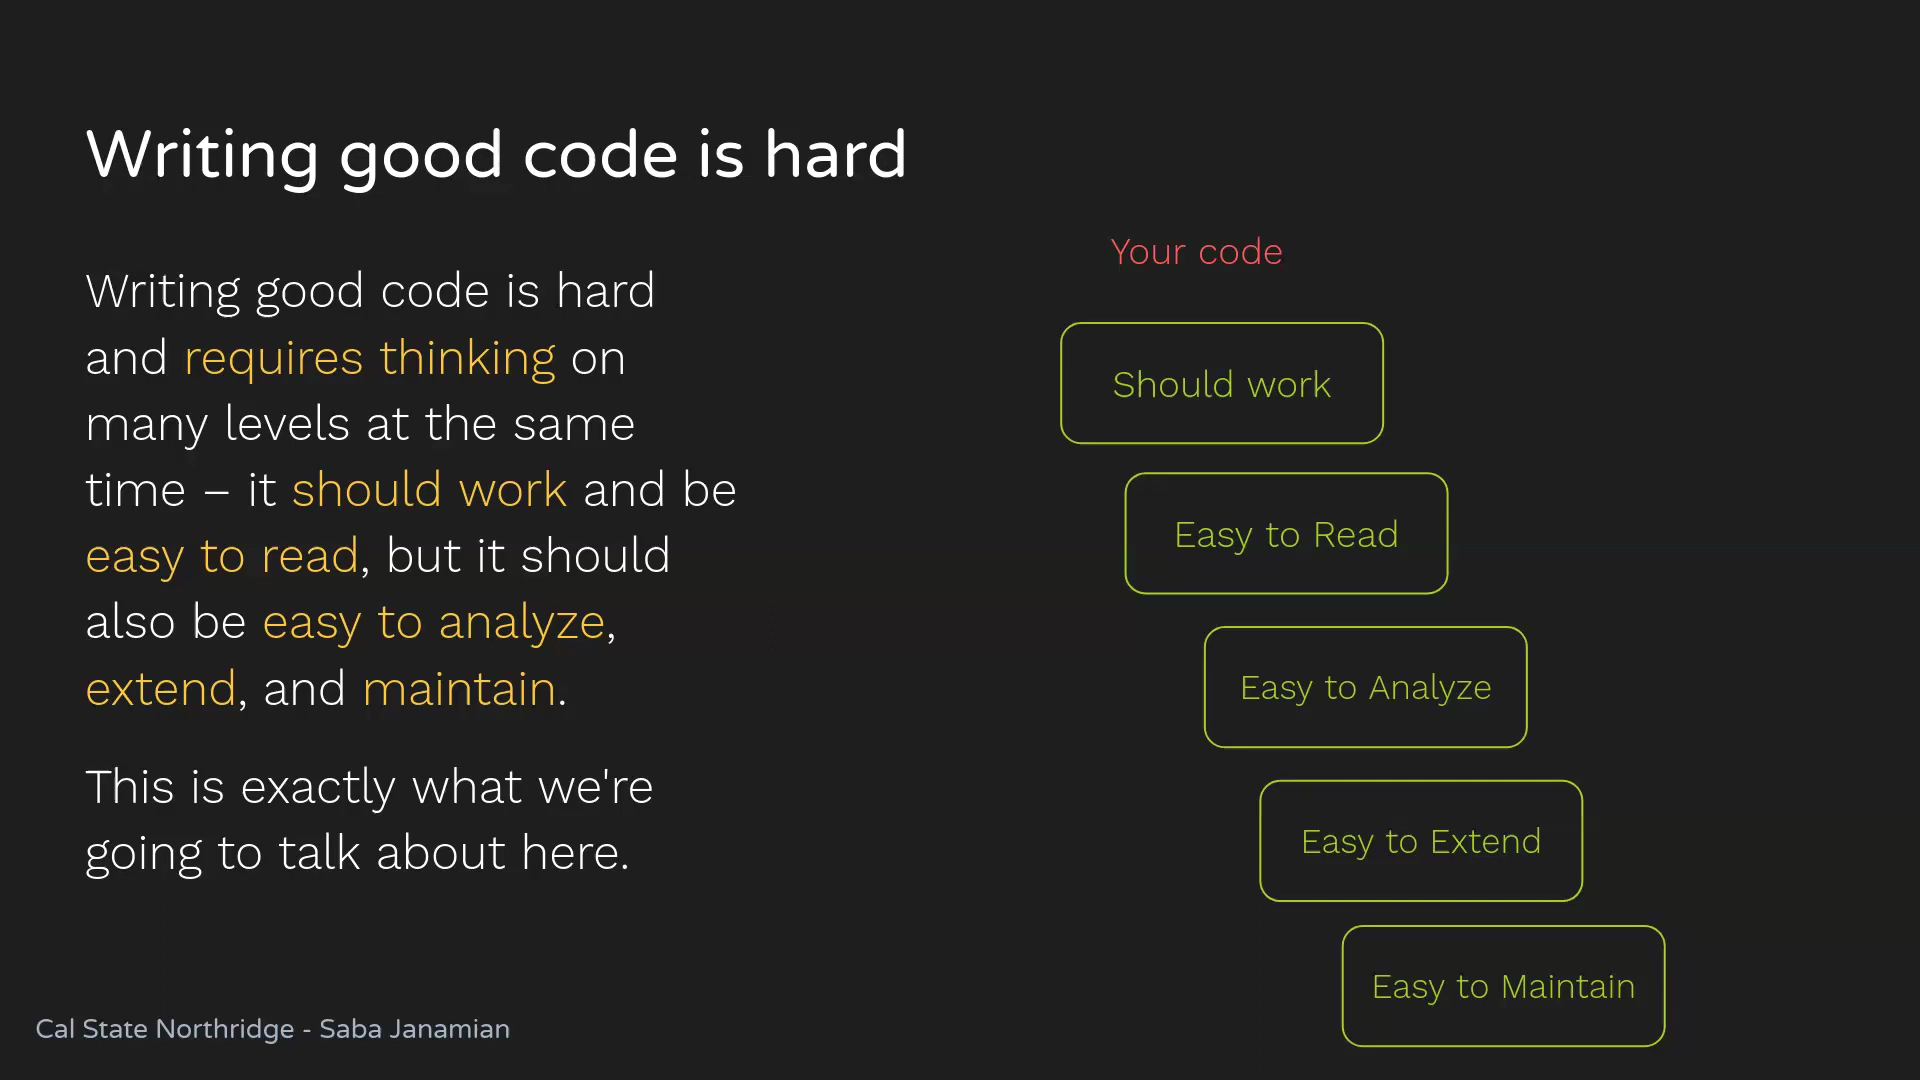 Writing good code is hard
Writing good code is hard
and requires thinking on
many levels at the same
time – it should work and be
easy to read, but it should
also be easy to analyze,
extend, and maintain.
This is exactly what we're
going to talk about here.
Your code
Should work
Easy to Read
Easy to Analyze
Easy to Extend
Easy to Maintain
Cal State Northridge - Saba Janamian